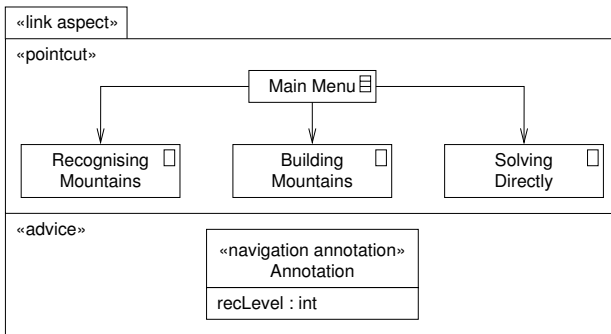 «link aspect»
«pointcut»
Main Menu
Recognising
Mountains
Building
Mountains
Solving
Directly
«advice»
«navigation annotation»
Annotation
recLevel : int